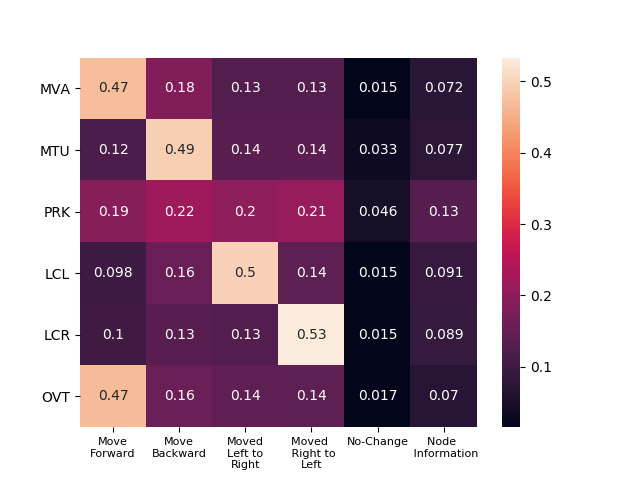 MVA 0.47 0.18 0.13 0.13 0.015 0.072
MTU 0.12 0.49 0.14 0.14 0.033 0.077
PRK 0.19 0.22 0.2 0.21 0.046 0.13
LCL 0.098 0.16 0.5 0.14 0.015 0.091
LCR 0.1 0.13 0.13 0.53 0.015 0.089
OVT 0.47 0.16 0.14 0.14 0.017 0.07
Move
Forward
Move
Backward
Moved
Left to
Right
Moved
Right to
Left
No-Change
Node
Information
0.5
0.4
0.3
0.2
0.1